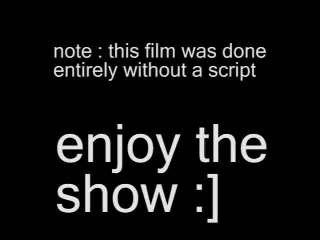 note : this film was done
entirely without a script
enjoy the
show :]